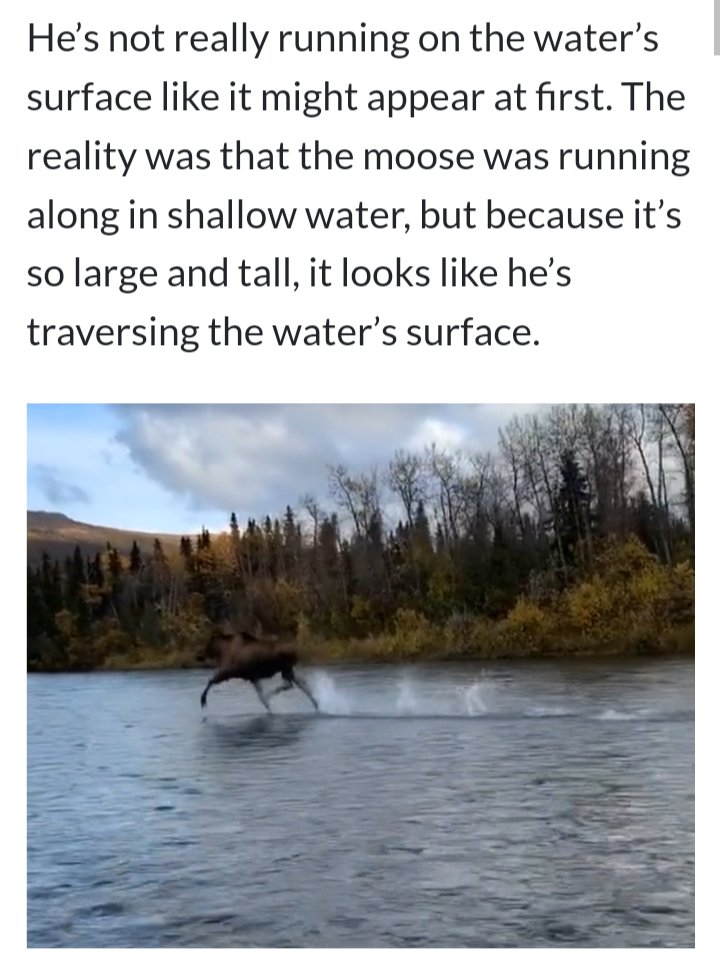 He’s not really running on the water’s
surface like it might appear at first. The
reality was that the moose was running
along in shallow water, but because it’s
so large and tall, it looks like he’s
traversing the water’s surface.